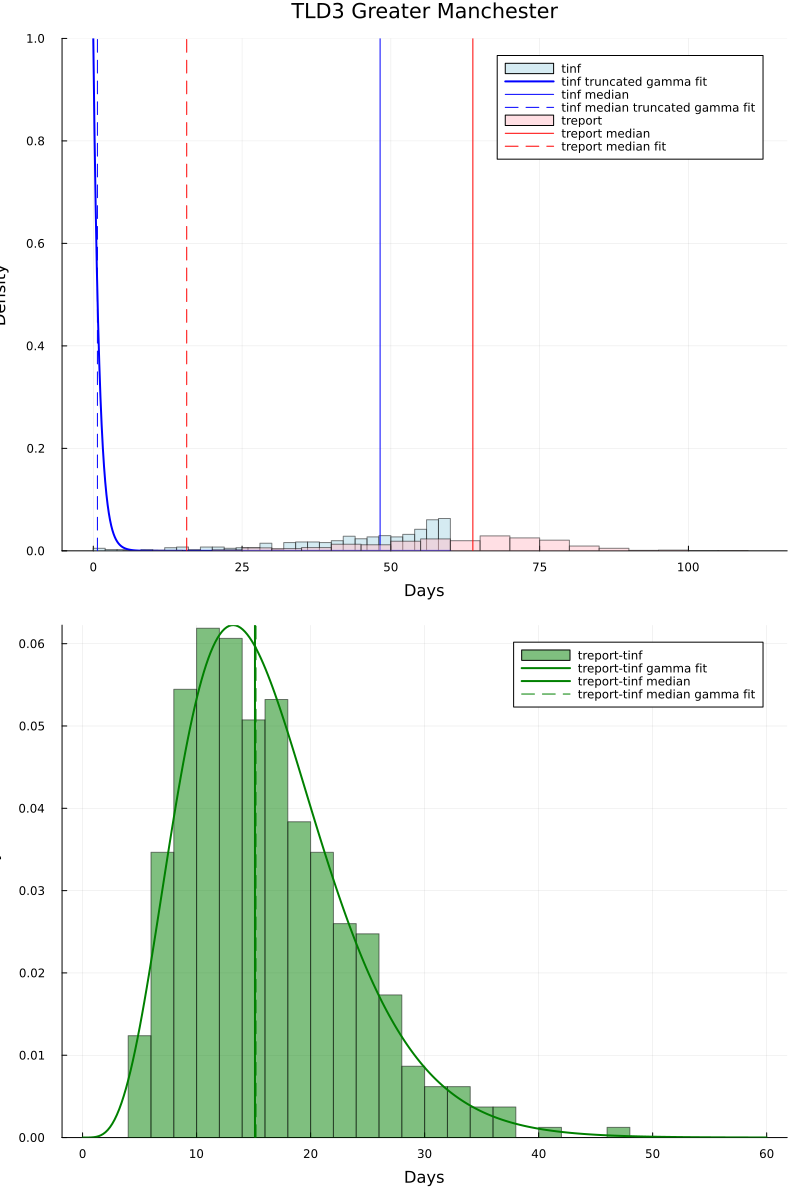 TLD3 Greater Manchester
1.0
0.8
0.6
0.4
0.2
0.0
Density
tinf
tinf truncated gamma fit
tinf median
tinf median truncated gamma fit
treport
treport median
treport median fit
0 25 50 75 100
Days
0.06
0.05
0.04
0.03
0.02
0.01
0.00
treport-tinf
treport-tinf gamma fit
treport-tinf median
treport-tinf median gamma fit
0 10 20 30 40 50 60
Days